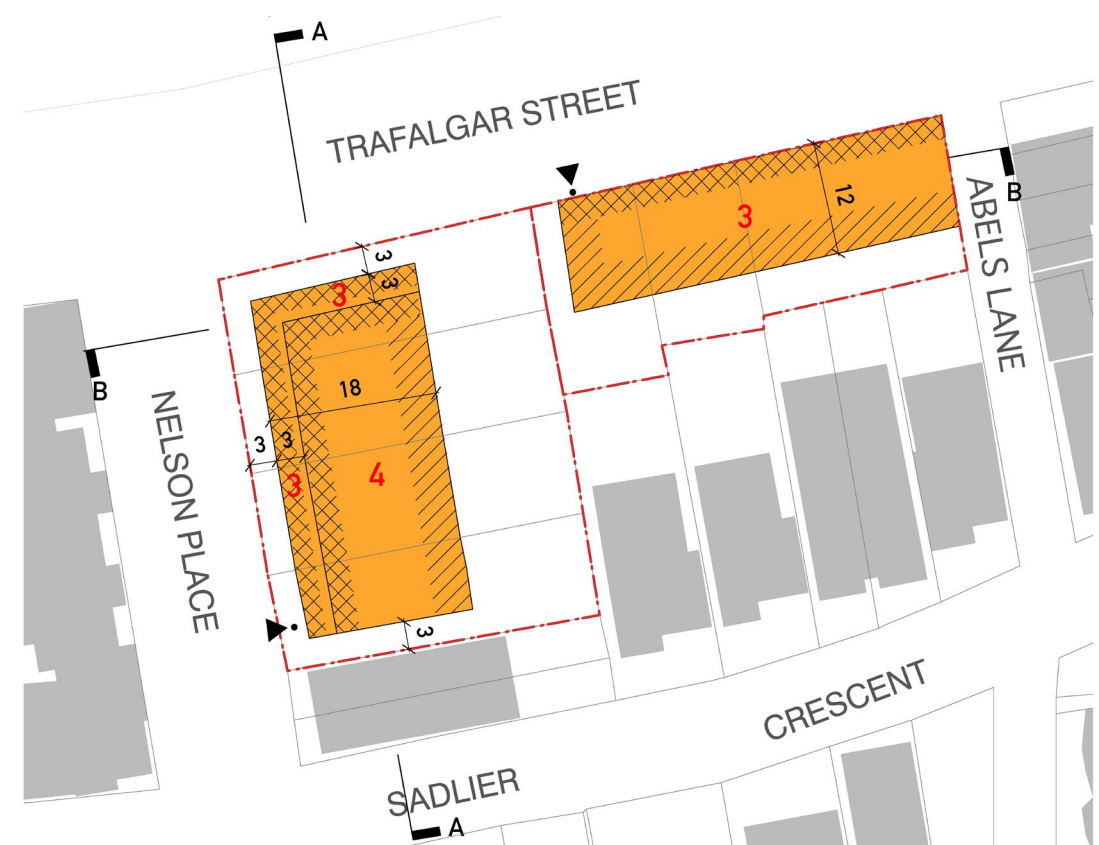 A
TRAFALGAR STREET
12
3
B
ABELS LANE
3
3
3
B
18
3
3
3
4
NELSON PLACE
3
CRESCENT
SADLIER
A